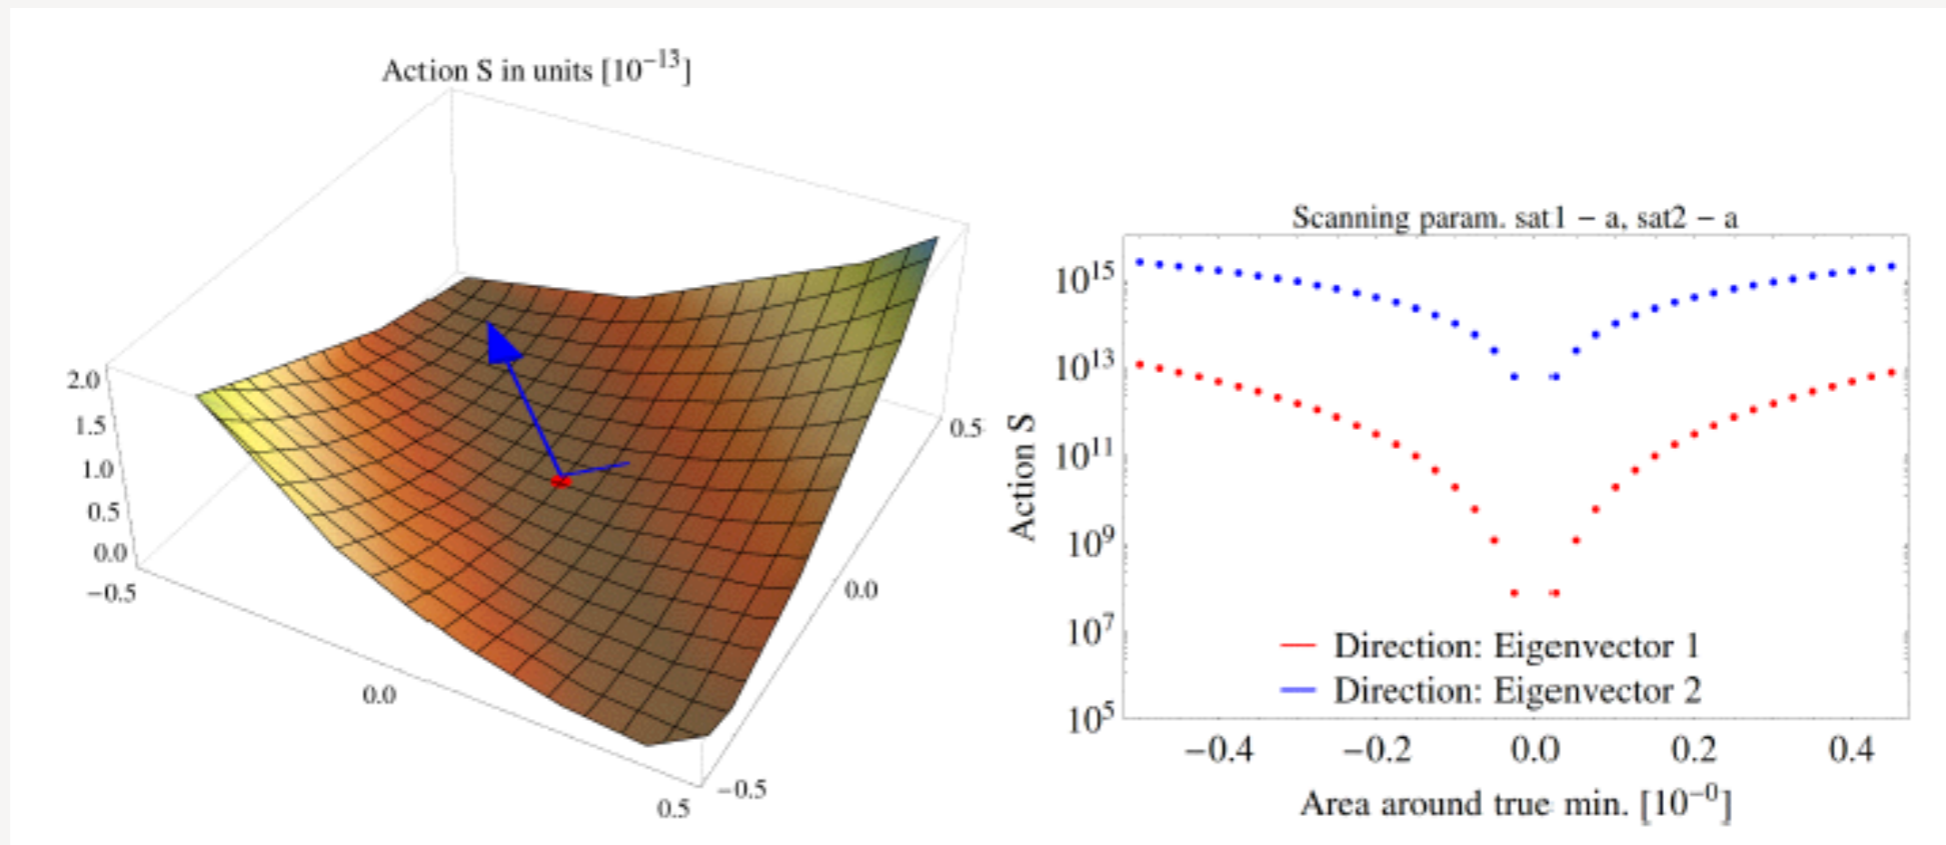 Action S in units [10⁻¹³]
2.0
1.5
1.0
0.5
0.0
−0.5
0.0
0.5
−0.5
0.0
0.5
Scanning param. sat1 − a, sat2 − a
Action S
10¹⁵
10¹³
10¹¹
10⁹
10⁷
10⁵
Direction: Eigenvector 1
Direction: Eigenvector 2
−0.4 −0.2 0.0 0.2 0.4
Area around true min. [10⁻⁰]